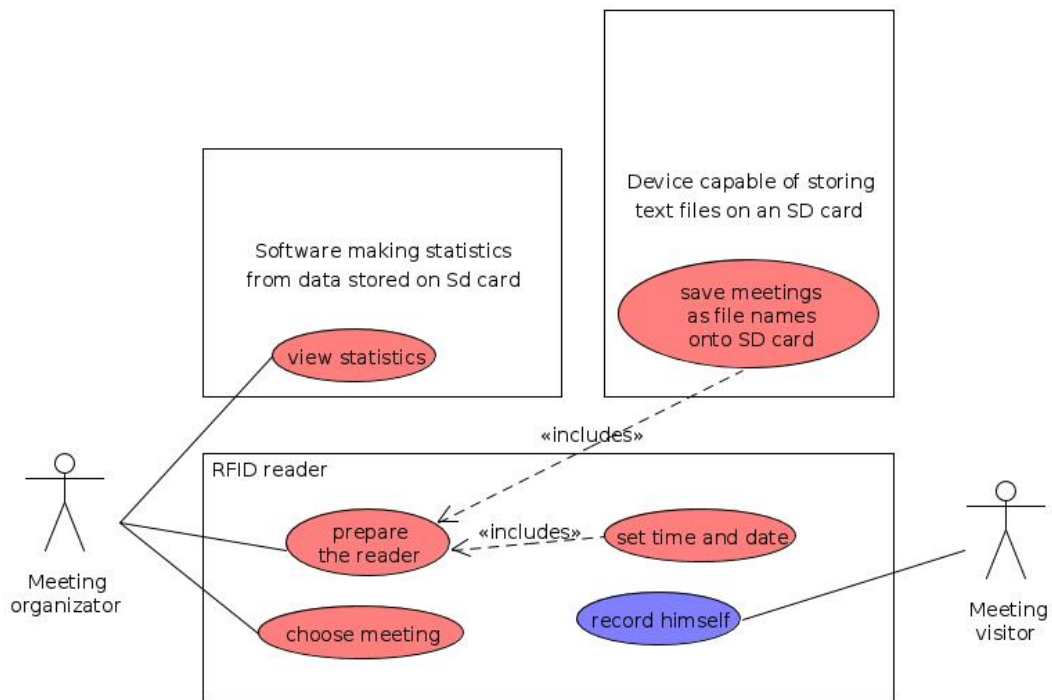 Device capable of storing
text files on an SD card
Software making statistics
from data stored on Sd card
save meetings
as file names
onto SD card
view statistics
«includes»
RFID reader
prepare
the reader
«includes»
set time and date
Meeting
organizator
choose meeting
record himself
Meeting
visitor